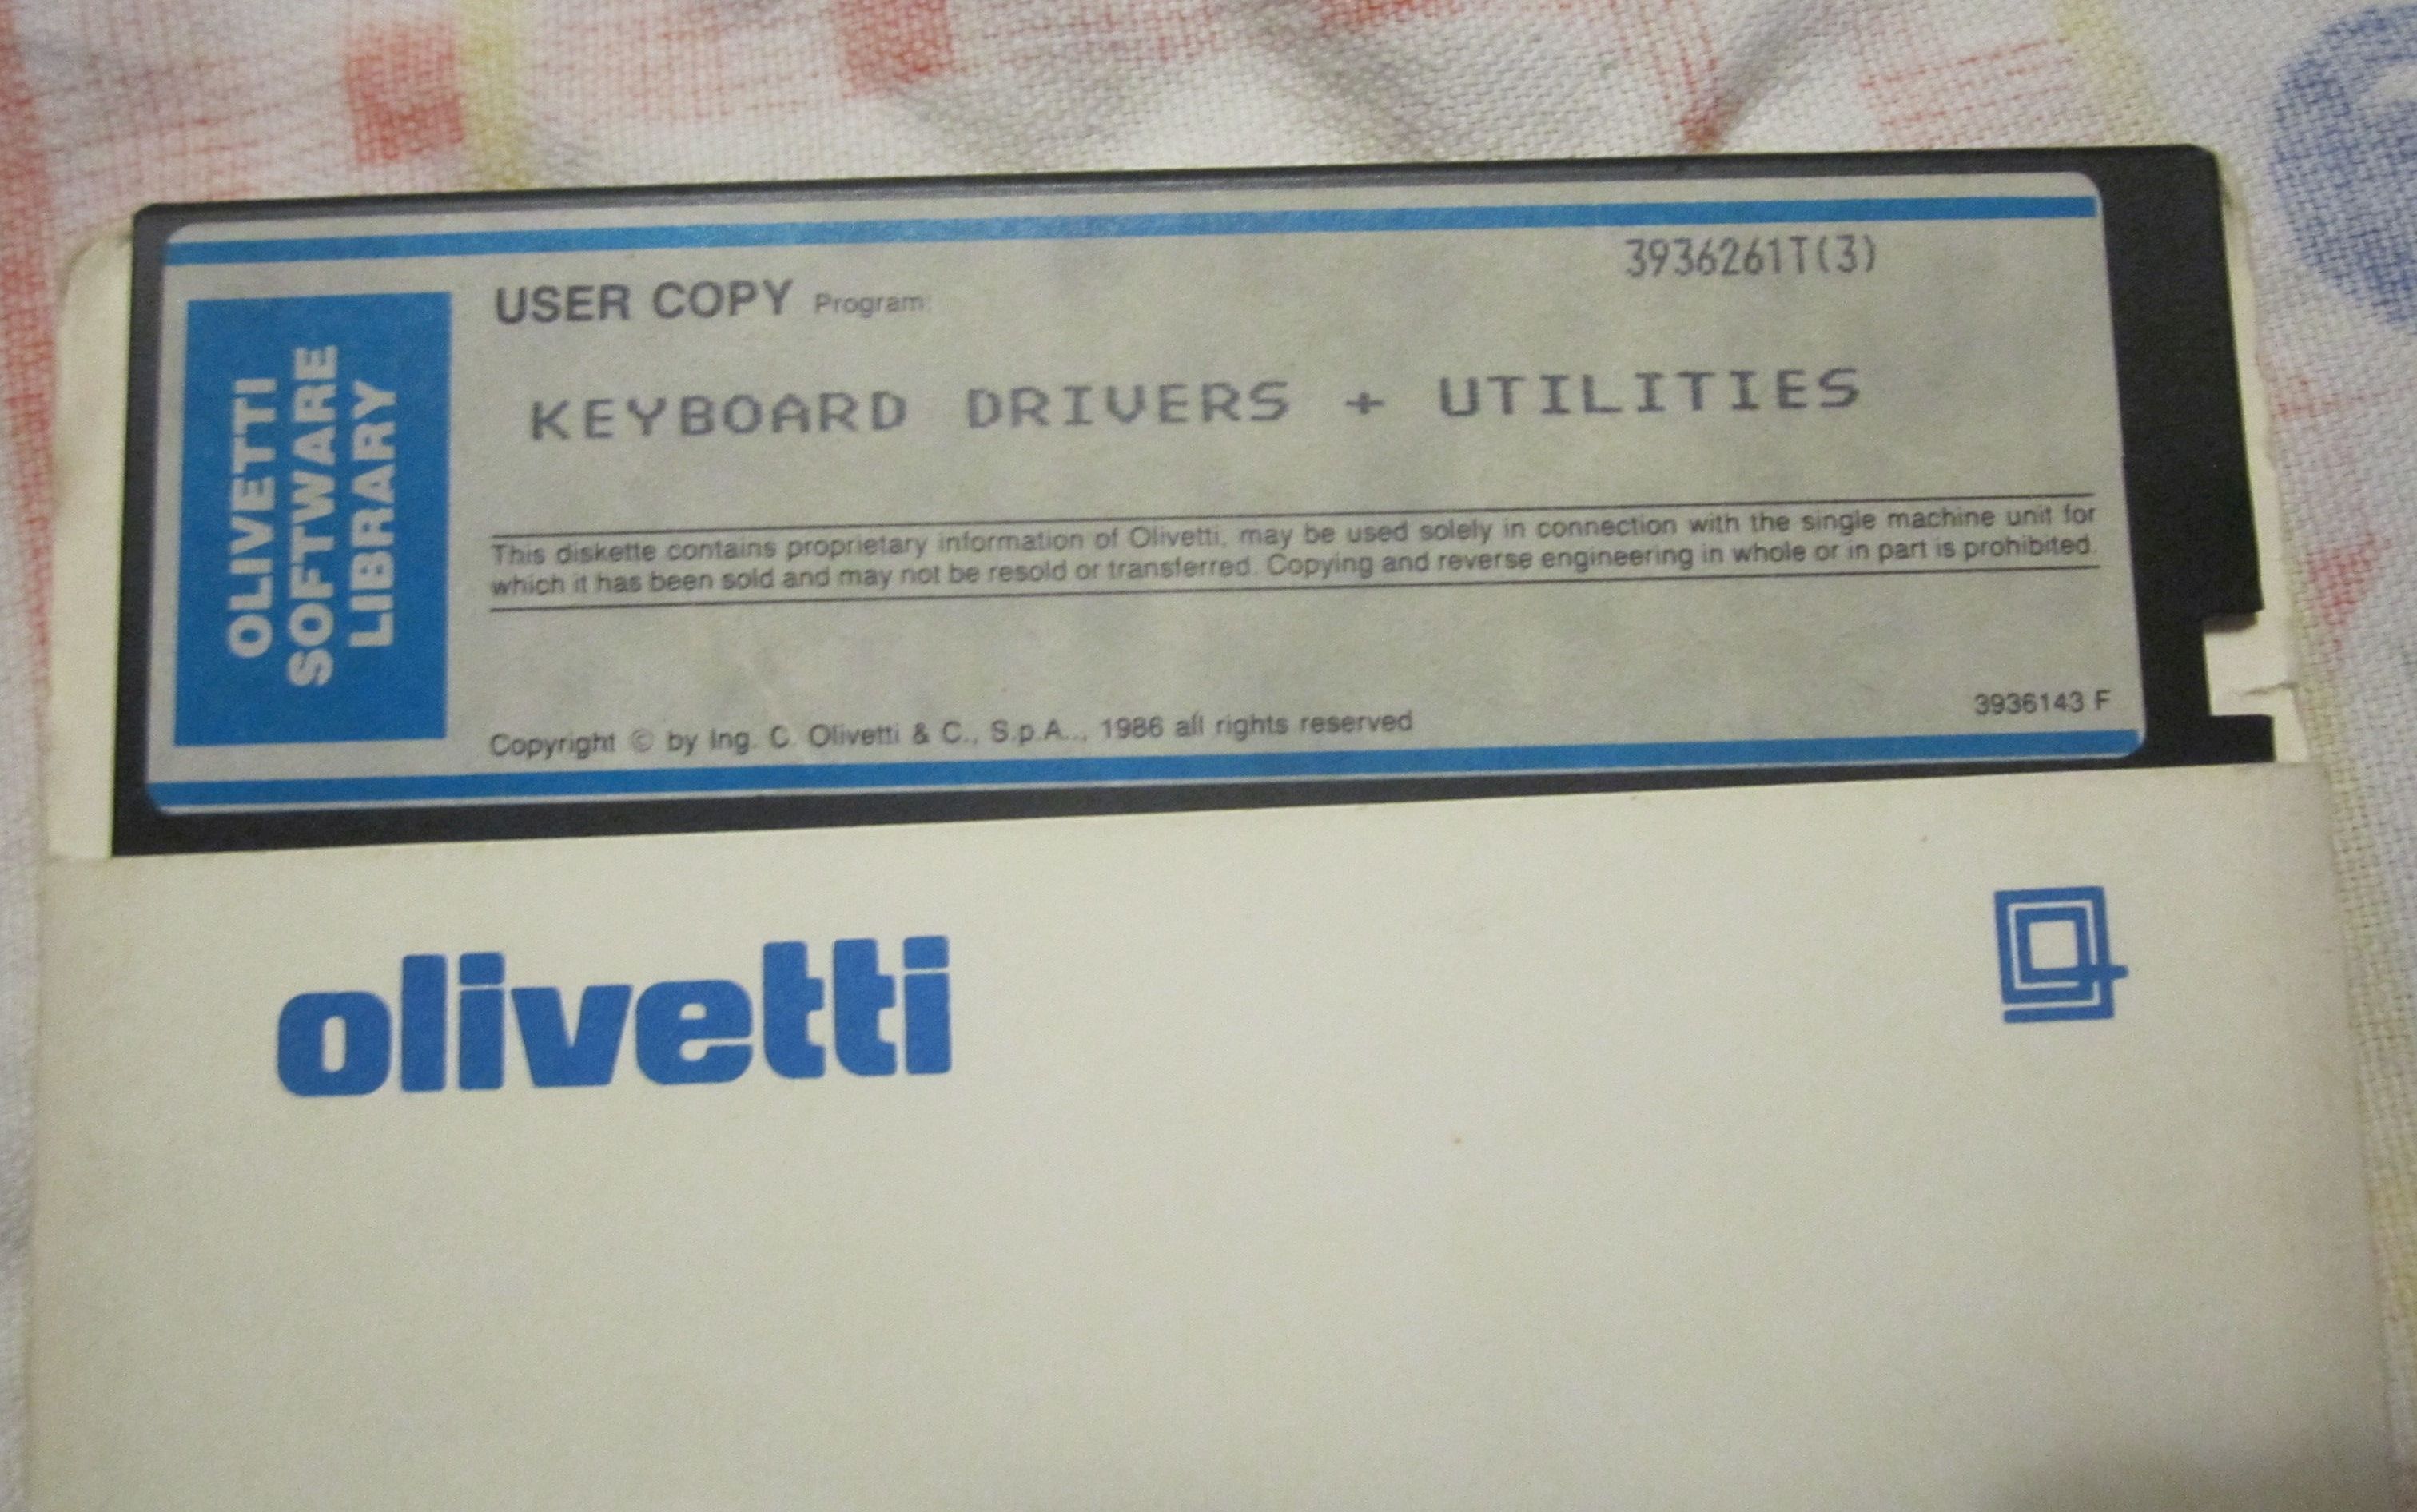 3936261T(3)
USER COPY Program:
KEYBOARD DRIVERS + UTILITIES
OLIVETTI
SOFTWARE
LIBRARY
This diskette contains proprietary information of Olivetti, may be used solely in connection with the single machine unit for
which it has been sold and may not be resold or transferred. Copying and reverse engineering in whole or in part is prohibited.
3936143 F
Copyright © by Ing. C. Olivetti & C., S.p.A.., 1986 all rights reserved
olivetti